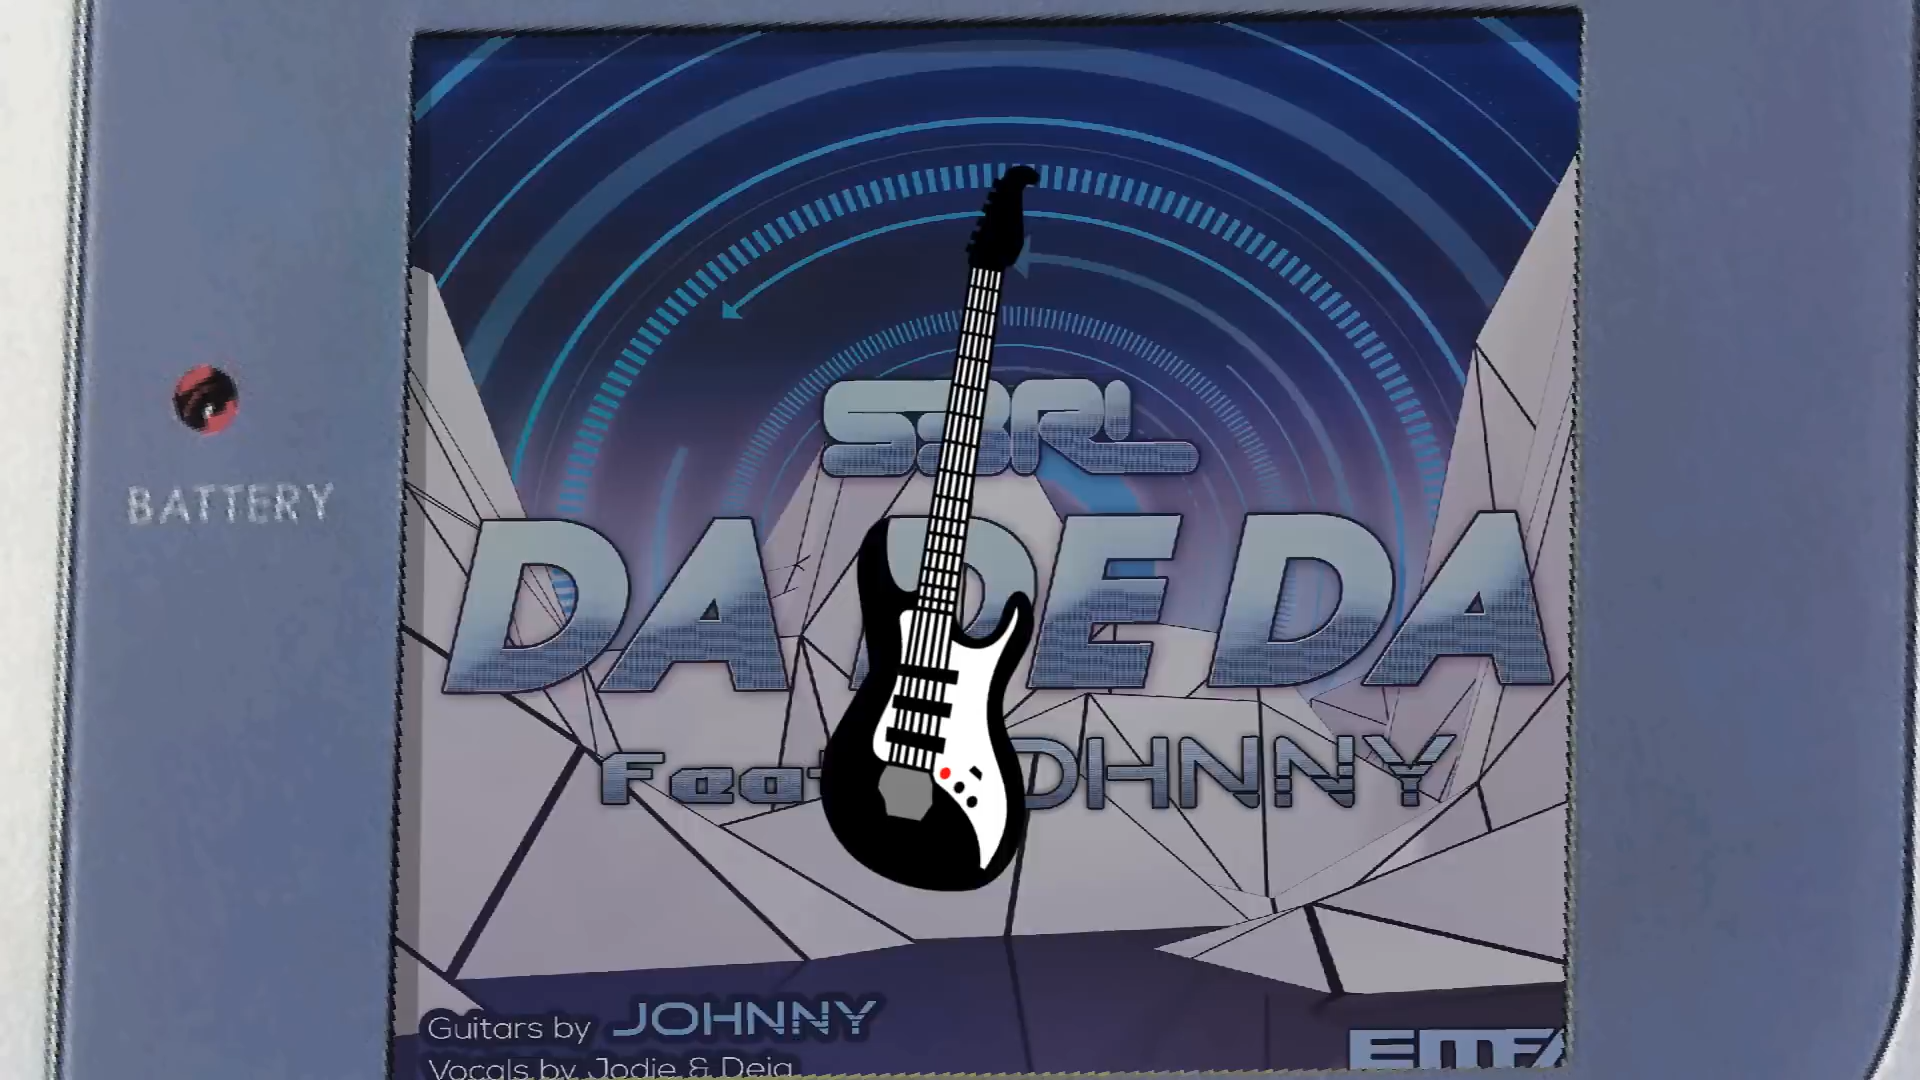 BATTERY
S3RL
DA DE DA
Feat JOHNNY
Guitars by JOHNNY
Vocals by Jodie & Deja